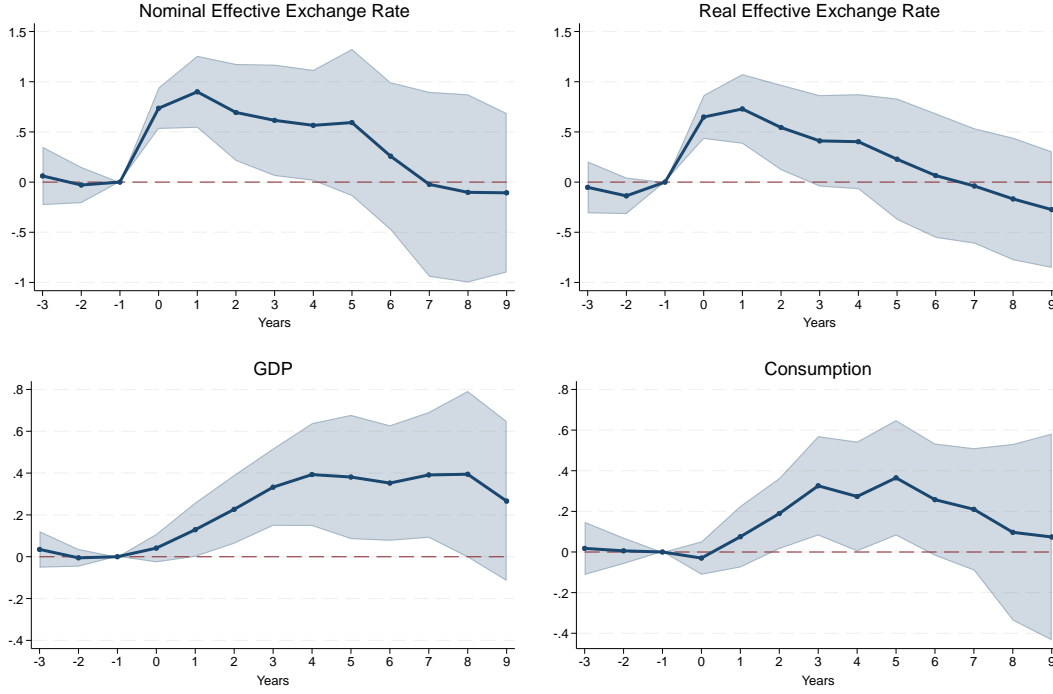 Nominal Effective Exchange Rate
1.5
1
.5
0
-.5
-1
-3 -2 -1 0 1 2 3 4 5 6 7 8 9
Years
Real Effective Exchange Rate
1.5
1
.5
0
-.5
-1
-3 -2 -1 0 1 2 3 4 5 6 7 8 9
Years
GDP
.8
.6
.4
.2
0
-.2
-.4
-3 -2 -1 0 1 2 3 4 5 6 7 8 9
Years
Consumption
.8
.6
.4
.2
0
-.2
-.4
-3 -2 -1 0 1 2 3 4 5 6 7 8 9
Years